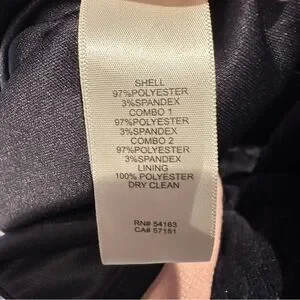 SHELL
97%POLYESTER
3%SPANDEX
COMBO 1
97%POLYESTER
3%SPANDEX
COMBO 2
97%POLYESTER
3%SPANDEX
LINING
100% POLYESTER
DRY CLEAN
RN# 54163
CA# 57151